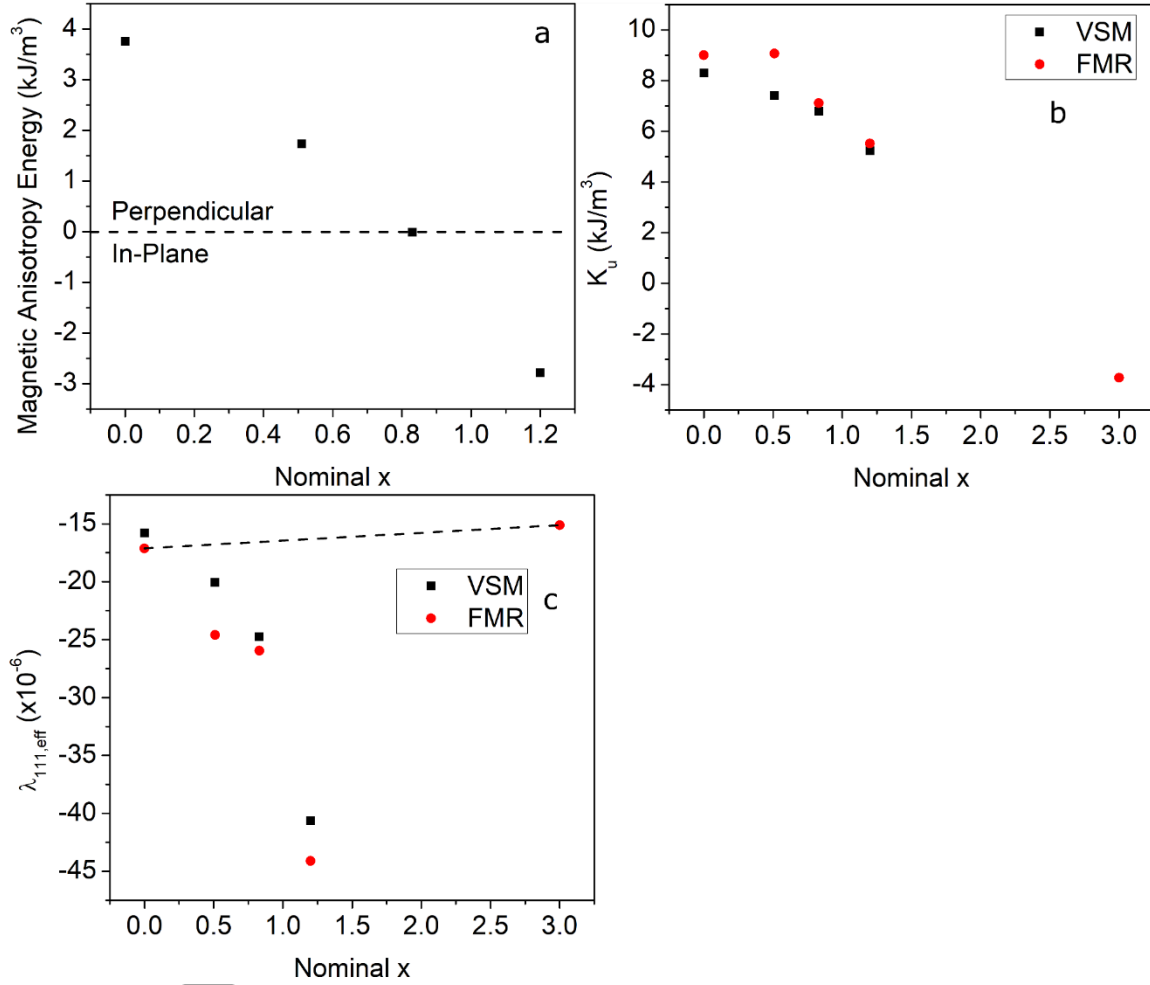 a
Magnetic Anisotropy Energy (kJ/m³)
4
3
2
1
0
-1
-2
-3
Perpendicular
In-Plane
0.0 0.2 0.4 0.6 0.8 1.0 1.2
Nominal x
b
VSM
FMR
Kᵤ (kJ/m³)
10
8
6
4
2
0
-2
-4
0.0 0.5 1.0 1.5 2.0 2.5 3.0
Nominal x
c
VSM
FMR
λ₁₁₁,eff (x10⁻⁶)
-15
-20
-25
-30
-35
-40
-45
0.0 0.5 1.0 1.5 2.0 2.5 3.0
Nominal x